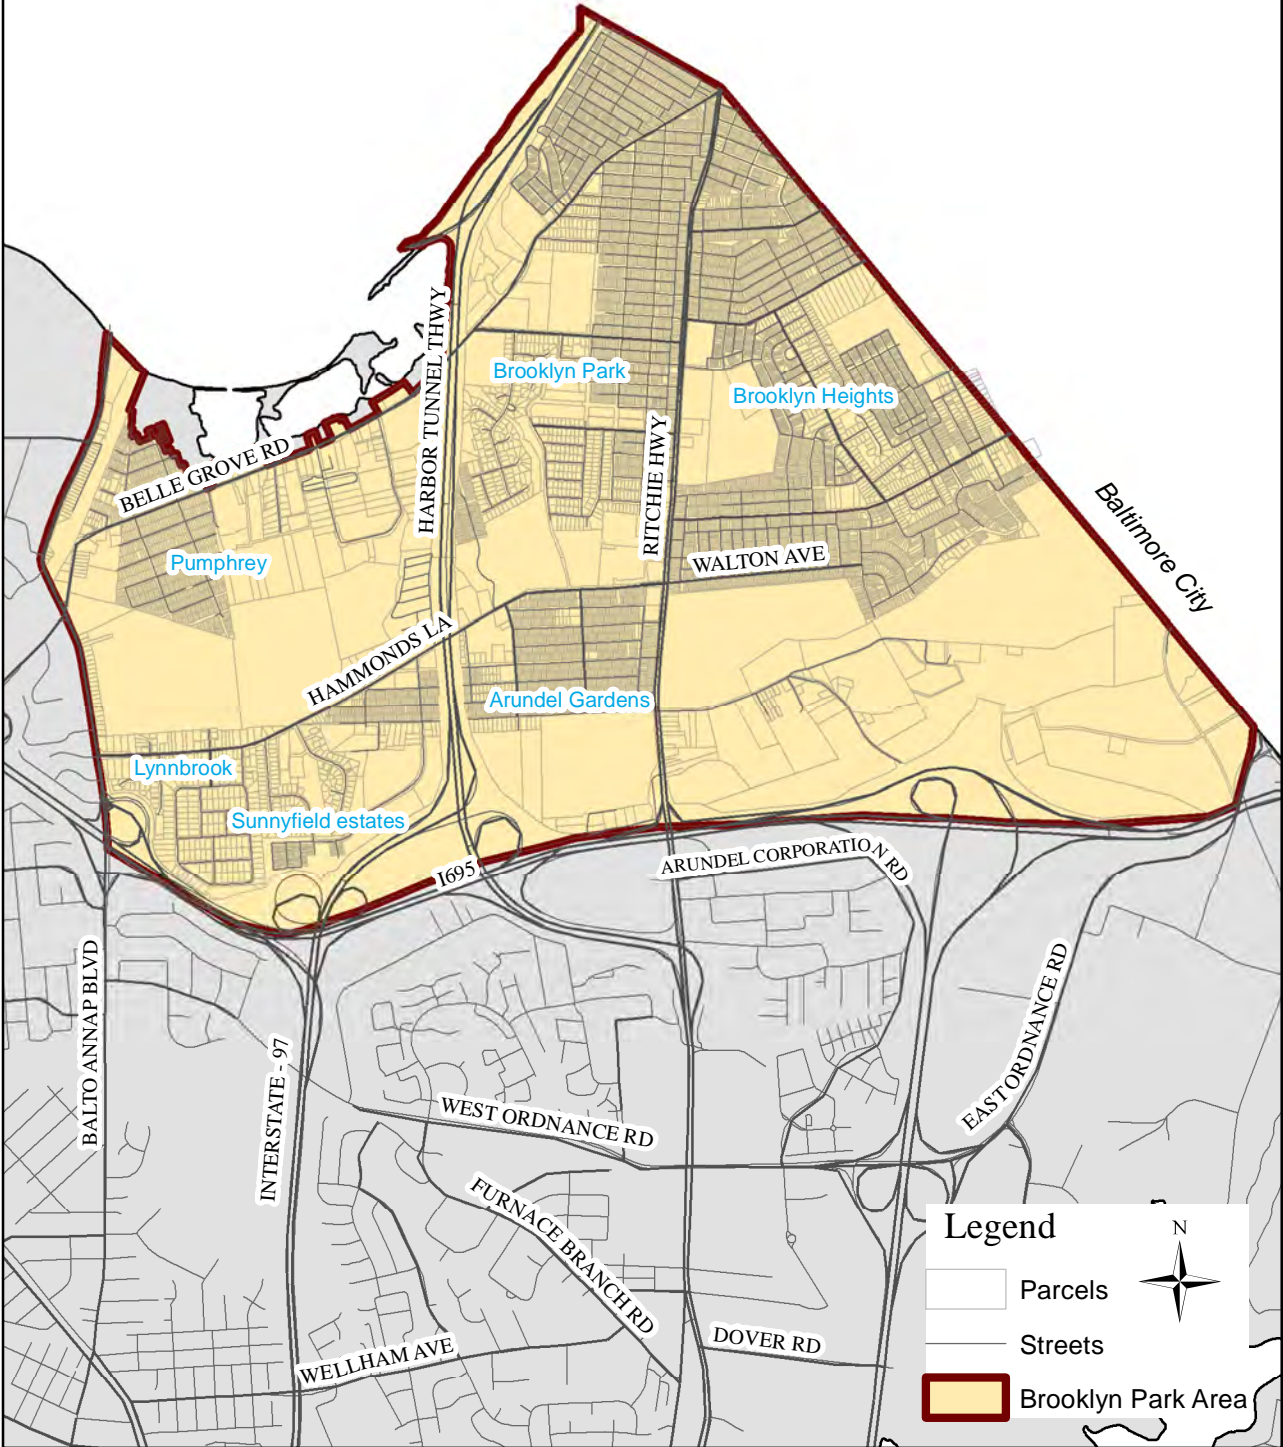 HARBOR TUNNEL THWY
Brooklyn Park
Brooklyn Heights
BELLE GROVE RD
RITCHIE HWY
Baltimore City
Pumphrey
WALTON AVE
HAMMONDS LA
Arundel Gardens
Lynnbrook
Sunnyfield estates
I695
ARUNDEL CORPORATION RD
BALTO ANNAP BLVD
INTERSTATE - 97
EAST ORDNANCE RD
WEST ORDNANCE RD
FURNACE BRANCH RD
WELLHAM AVE
DOVER RD
Legend
N
Parcels
Streets
Brooklyn Park Area